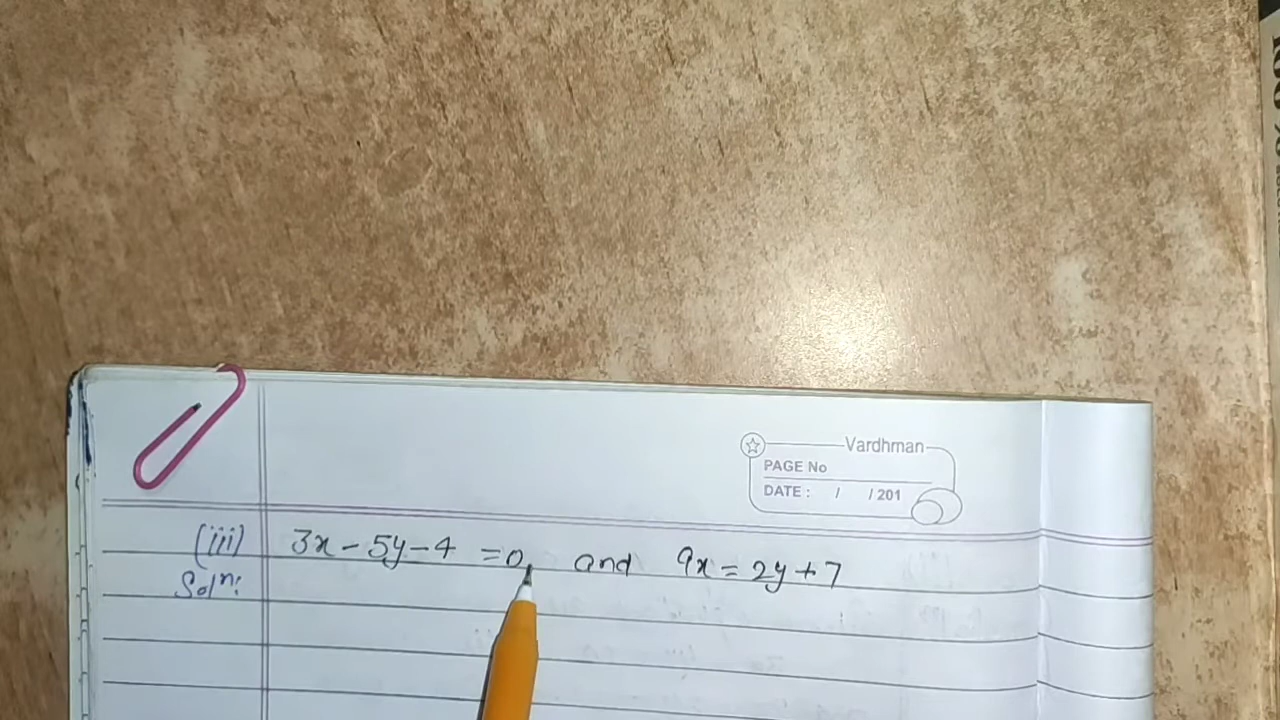 Vardhman
PAGE No
DATE : / / 201
(iii) 3x - 5y - 4 = 0 and 9x = 2y + 7
Solⁿ: